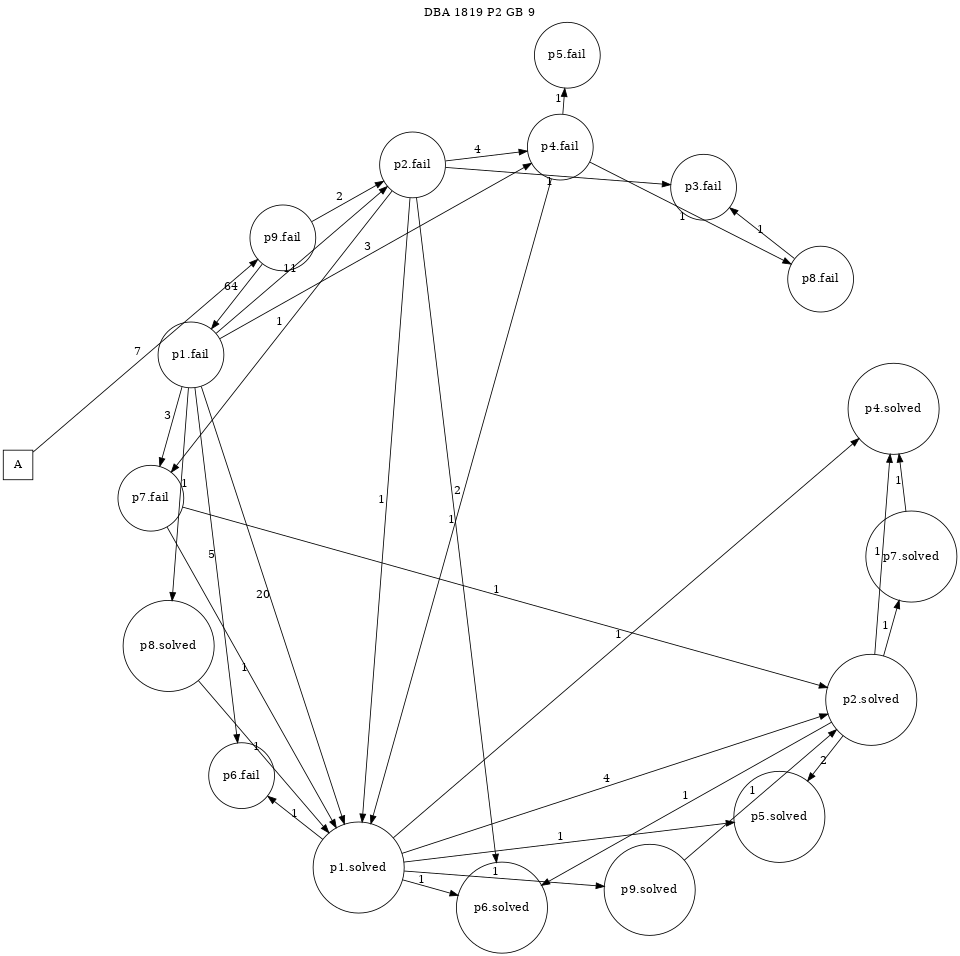 DBA 1819 P2 GB 9
p5.fail
1
p4.fail
4
p2.fail
1
p3.fail
2
3
1
1
p9.fail
11
p8.fail
64
1
7
p1.fail
3
p4.solved
A
1
p7.fail
2
1
1
1
p7.solved
1
5
1
20
1
1
p8.solved
1
1
p2.solved
1
2
p6.fail
4
1
1
1
p5.solved
1
p1.solved
1
1
p9.solved
p6.solved